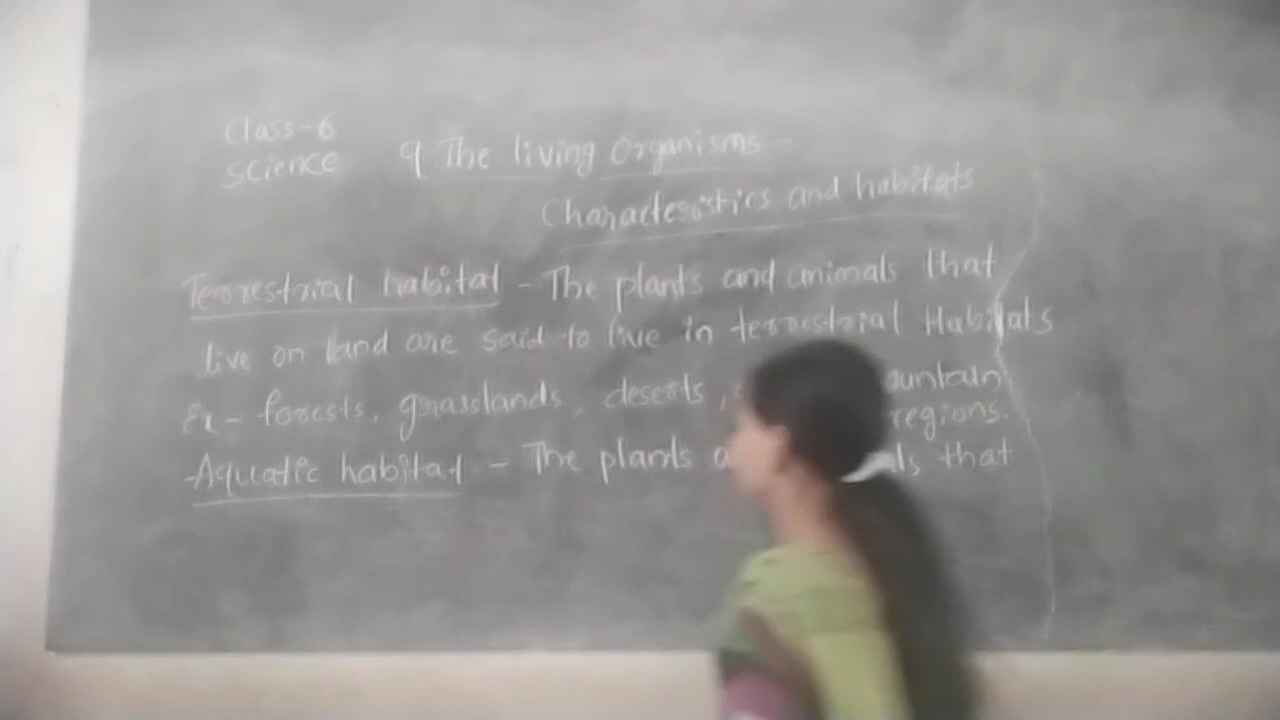 Class-6
Science
9 The living Organisms -
Characteristics and habitats
Terrestrial habitat - The plants and animals that
live on land are said to live in terrestrial Habitats
Ex - forests, grasslands, deserts,
regions.
Aquatic habitat - The plants that